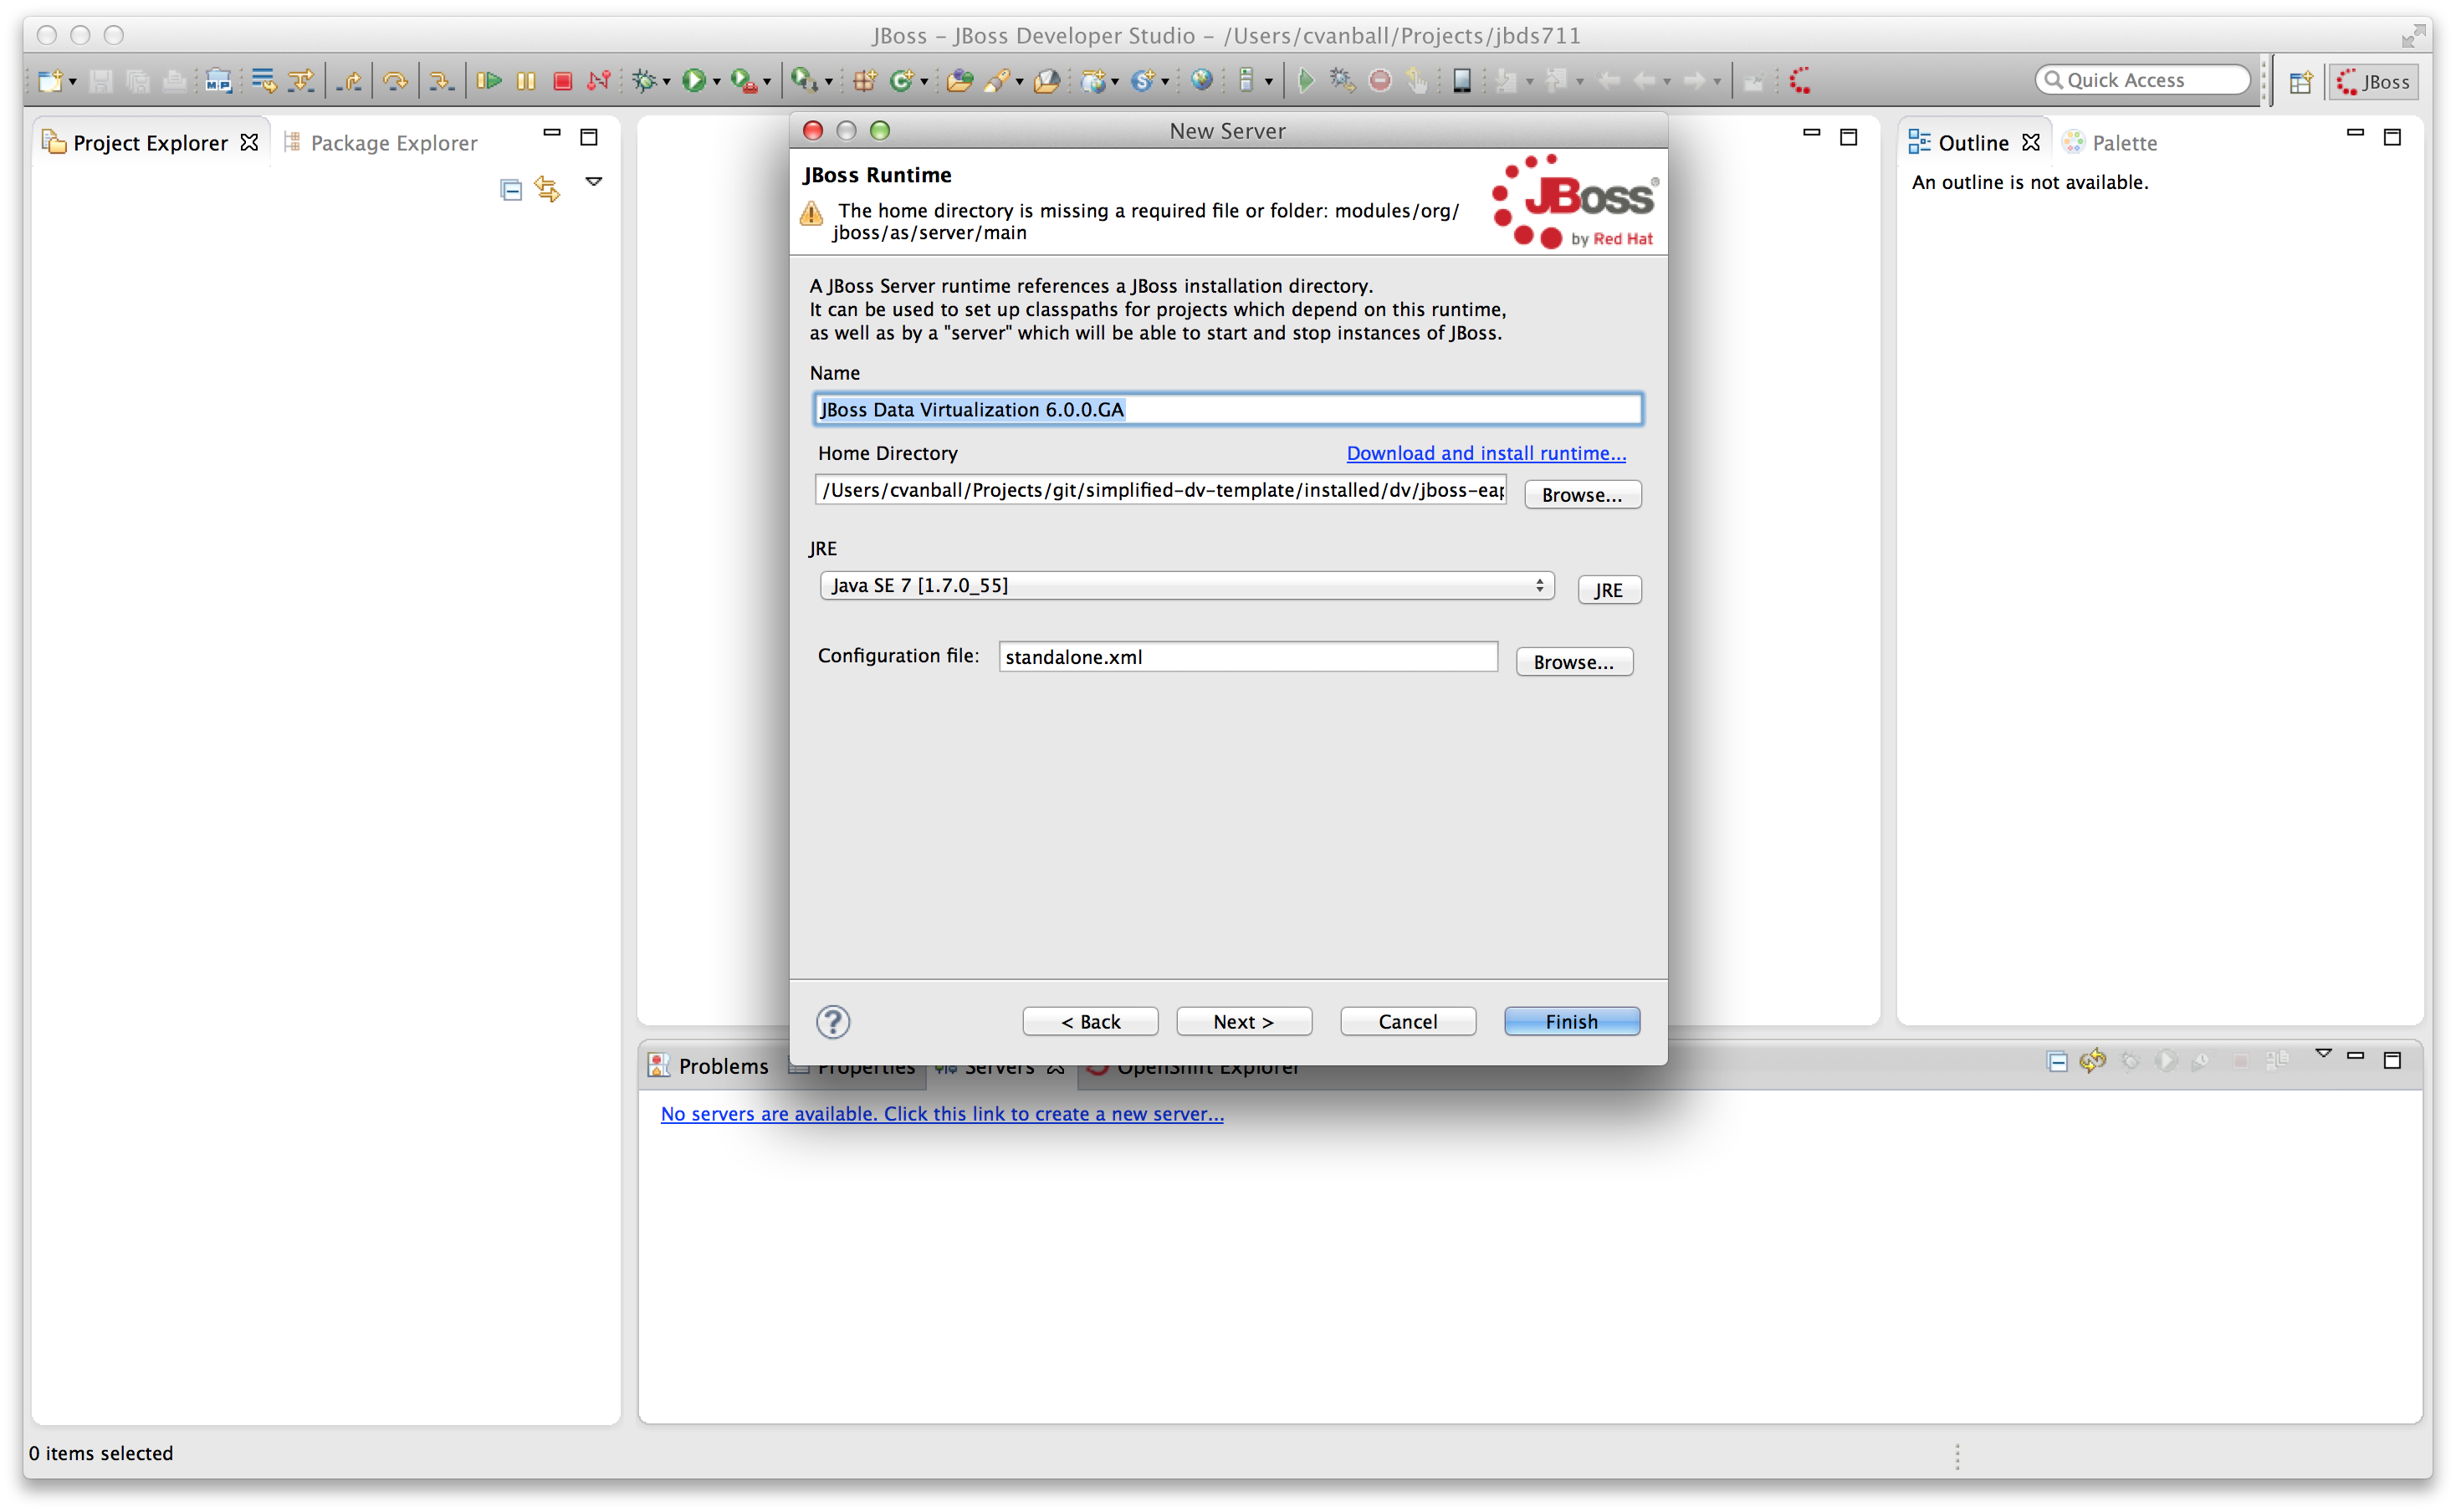 JBoss – JBoss Developer Studio – /Users/cvanball/Projects/jbds711
Quick Access
JBoss
Project Explorer
Package Explorer
New Server
JBoss Runtime
The home directory is missing a required file or folder: modules/org/
jboss/as/server/main
JBoss®
by Red Hat
A JBoss Server runtime references a JBoss installation directory.
It can be used to set up classpaths for projects which depend on this runtime,
as well as by a "server" which will be able to start and stop instances of JBoss.
Name
JBoss Data Virtualization 6.0.0.GA
Home Directory
Download and install runtime...
/Users/cvanball/Projects/git/simplified-dv-template/installed/dv/jboss-eap
Browse...
JRE
Java SE 7 [1.7.0_55]
JRE
Configuration file:
standalone.xml
Browse...
?
< Back
Next >
Cancel
Finish
Outline
Palette
An outline is not available.
Problems
Properties
Servers
OpenShift Explorer
No servers are available. Click this link to create a new server...
0 items selected